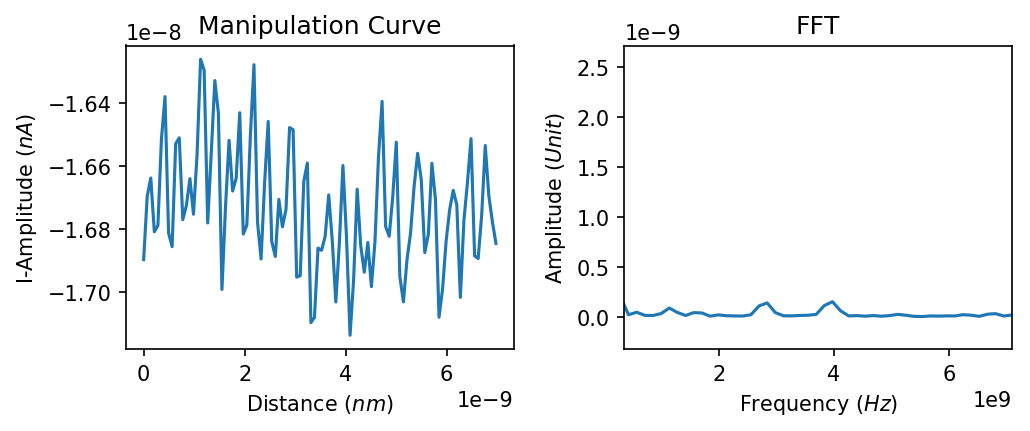 Manipulation Curve
1e−8
−1.64
−1.66
−1.68
−1.70
I-Amplitude (nA)
0
2
4
6
1e−9
Distance (nm)
FFT
1e−9
2.5
2.0
1.5
1.0
0.5
0.0
Amplitude (Unit)
2
4
6
1e9
Frequency (Hz)